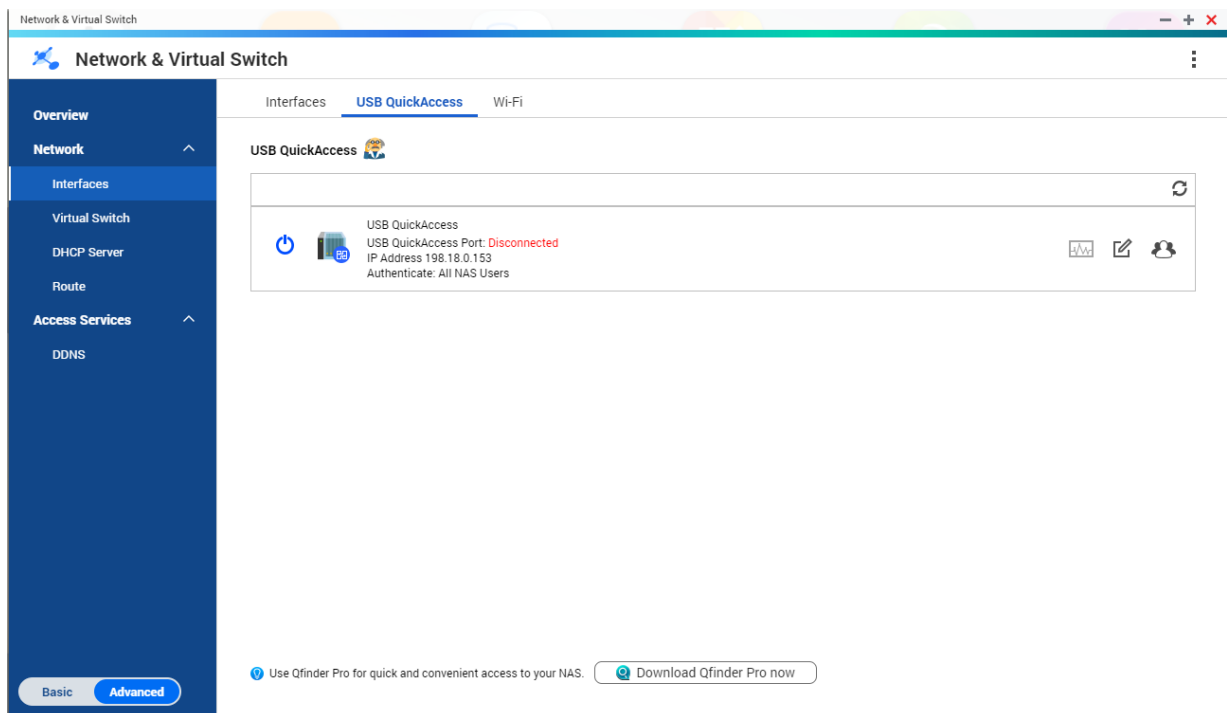 Network & Virtual Switch
Network & Virtual Switch
Overview
Network
Interfaces
Virtual Switch
DHCP Server
Route
Access Services
DDNS
Basic
Advanced
Interfaces
USB QuickAccess
Wi-Fi
USB QuickAccess
USB QuickAccess
USB QuickAccess Port: Disconnected
IP Address 198.18.0.153
Authenticate: All NAS Users
Use Qfinder Pro for quick and convenient access to your NAS.
Download Qfinder Pro now